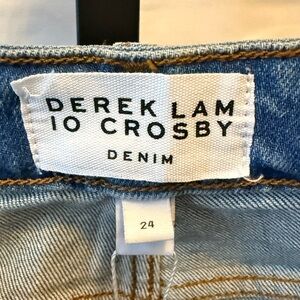 DEREK LAM
10 CROSBY
DENIM
24